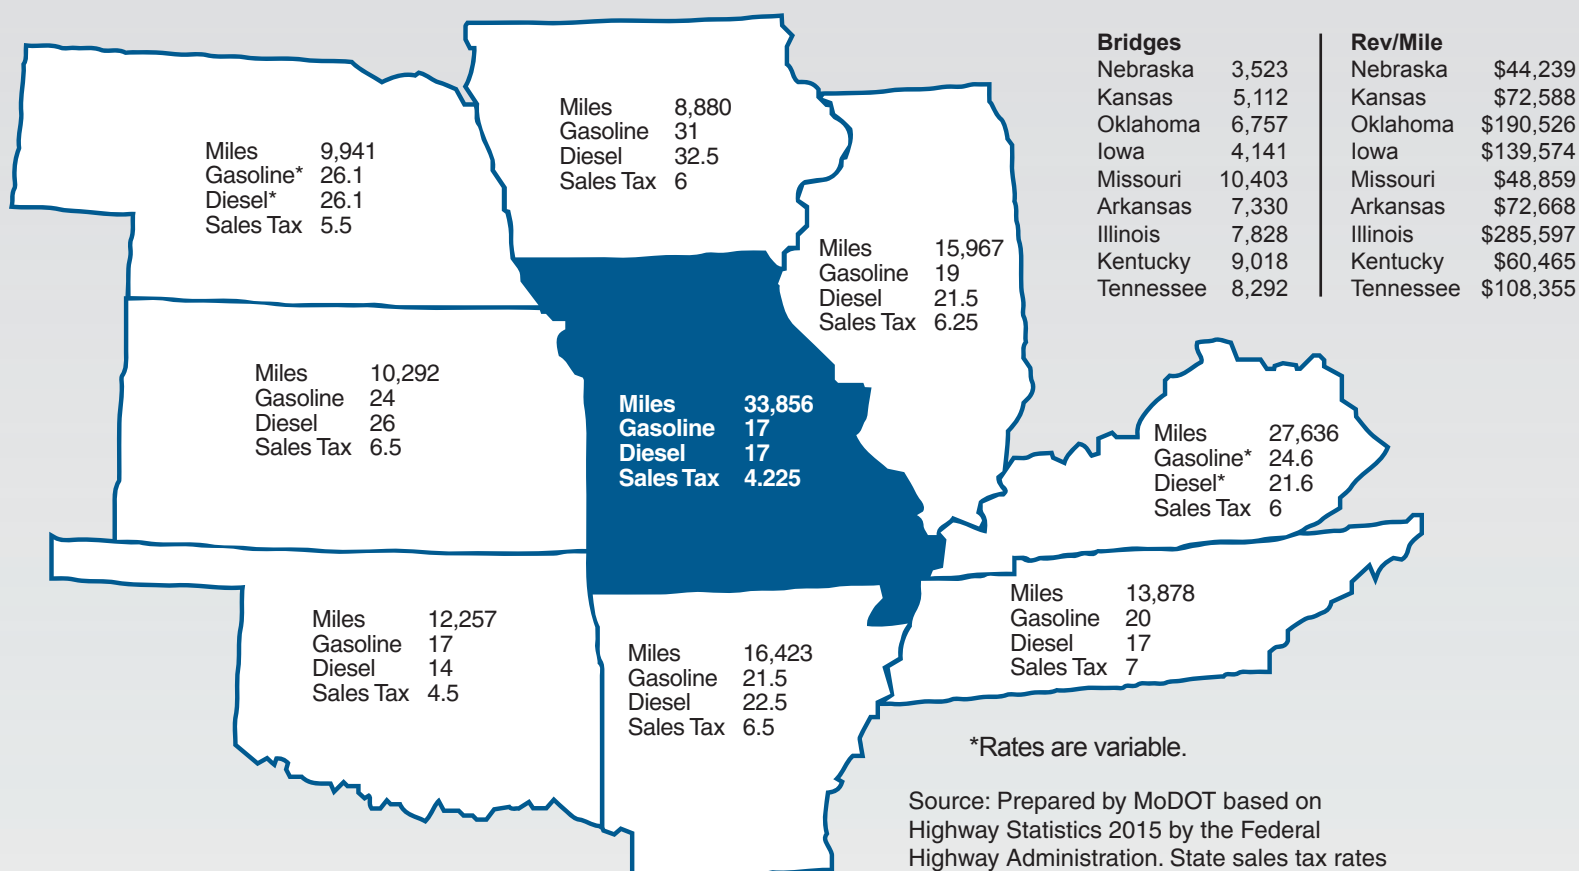 Bridges
Nebraska 3,523
Kansas 5,112
Oklahoma 6,757
Iowa 4,141
Missouri 10,403
Arkansas 7,330
Illinois 7,828
Kentucky 9,018
Tennessee 8,292
Rev/Mile
Nebraska $44,239
Kansas $72,588
Oklahoma $190,526
Iowa $139,574
Missouri $48,859
Arkansas $72,668
Illinois $285,597
Kentucky $60,465
Tennessee $108,355
Miles 9,941
Gasoline* 26.1
Diesel* 26.1
Sales Tax 5.5
Miles 8,880
Gasoline 31
Diesel 32.5
Sales Tax 6
Miles 15,967
Gasoline 19
Diesel 21.5
Sales Tax 6.25
Miles 10,292
Gasoline 24
Diesel 26
Sales Tax 6.5
Miles 33,856
Gasoline 17
Diesel 17
Sales Tax 4.225
Miles 27,636
Gasoline* 24.6
Diesel* 21.6
Sales Tax 6
Miles 12,257
Gasoline 17
Diesel 14
Sales Tax 4.5
Miles 16,423
Gasoline 21.5
Diesel 22.5
Sales Tax 6.5
Miles 13,878
Gasoline 20
Diesel 17
Sales Tax 7
*Rates are variable.
Source: Prepared by MoDOT based on
Highway Statistics 2015 by the Federal
Highway Administration. State sales tax rates